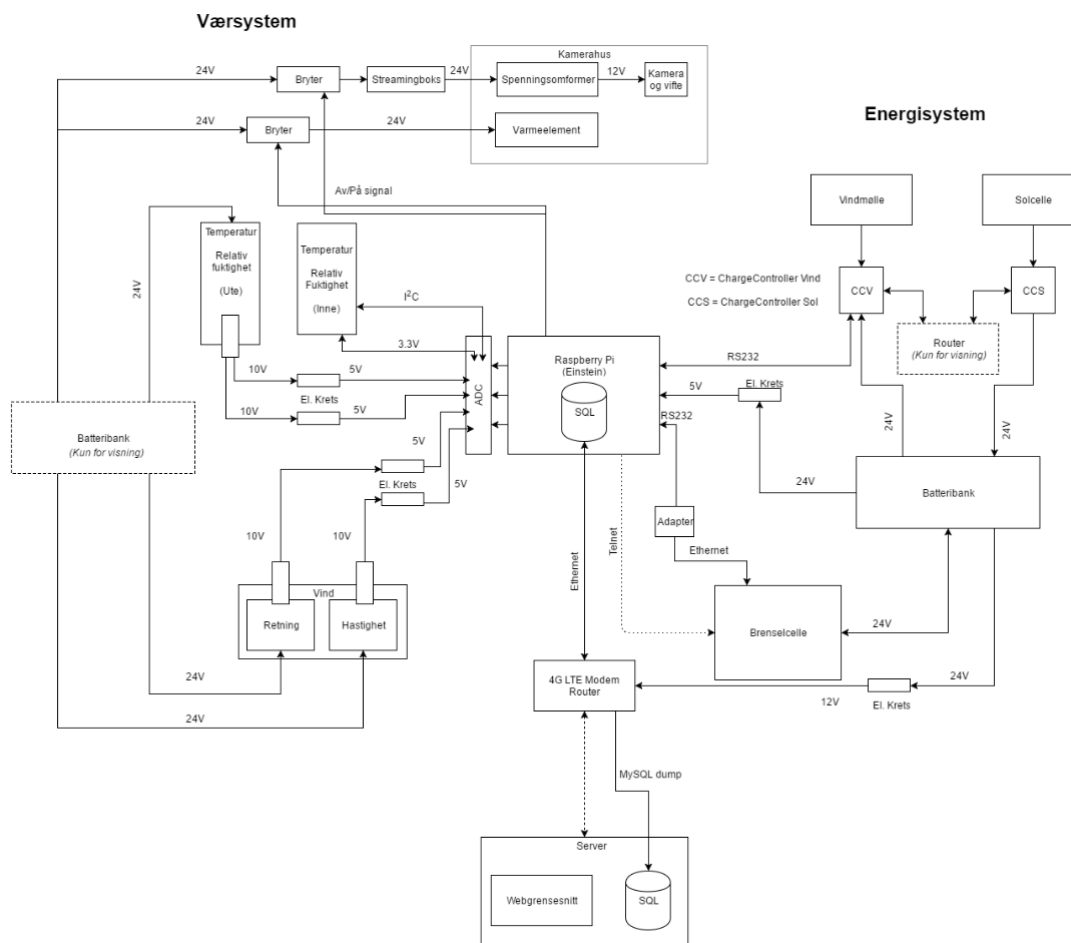 Værsystem
Kamerahus
24V
Bryter
Streamingboks
24V
Spenningsomformer
12V
Kamera
og vifte
24V
Bryter
24V
Varmeelement
Energisystem
Av/På signal
Vindmølle
Solcelle
Temperatur
Relativ
fuktighet
(Ute)
24V
Temperatur
Relativ
Fuktighet
(Inne)
I²C
3.3V
CCV = ChargeController Vind
CCS = ChargeController Sol
CCV
CCS
Router
(Kun for visning)
10V
5V
El. Krets
10V
5V
ADC
Raspberry Pi
(Einstein)
SQL
RS232
5V
El. Krets
RS232
24V
24V
Batteribank
(Kun for visning)
5V
El. Krets
5V
24V
Batteribank
10V
10V
Adapter
Telnet
Ethernet
Ethernet
Vind
Retning
Hastighet
Brenselcelle
24V
24V
24V
4G LTE Modem
Router
12V
El. Krets
24V
MySQL dump
Server
Webgrensesnitt
SQL